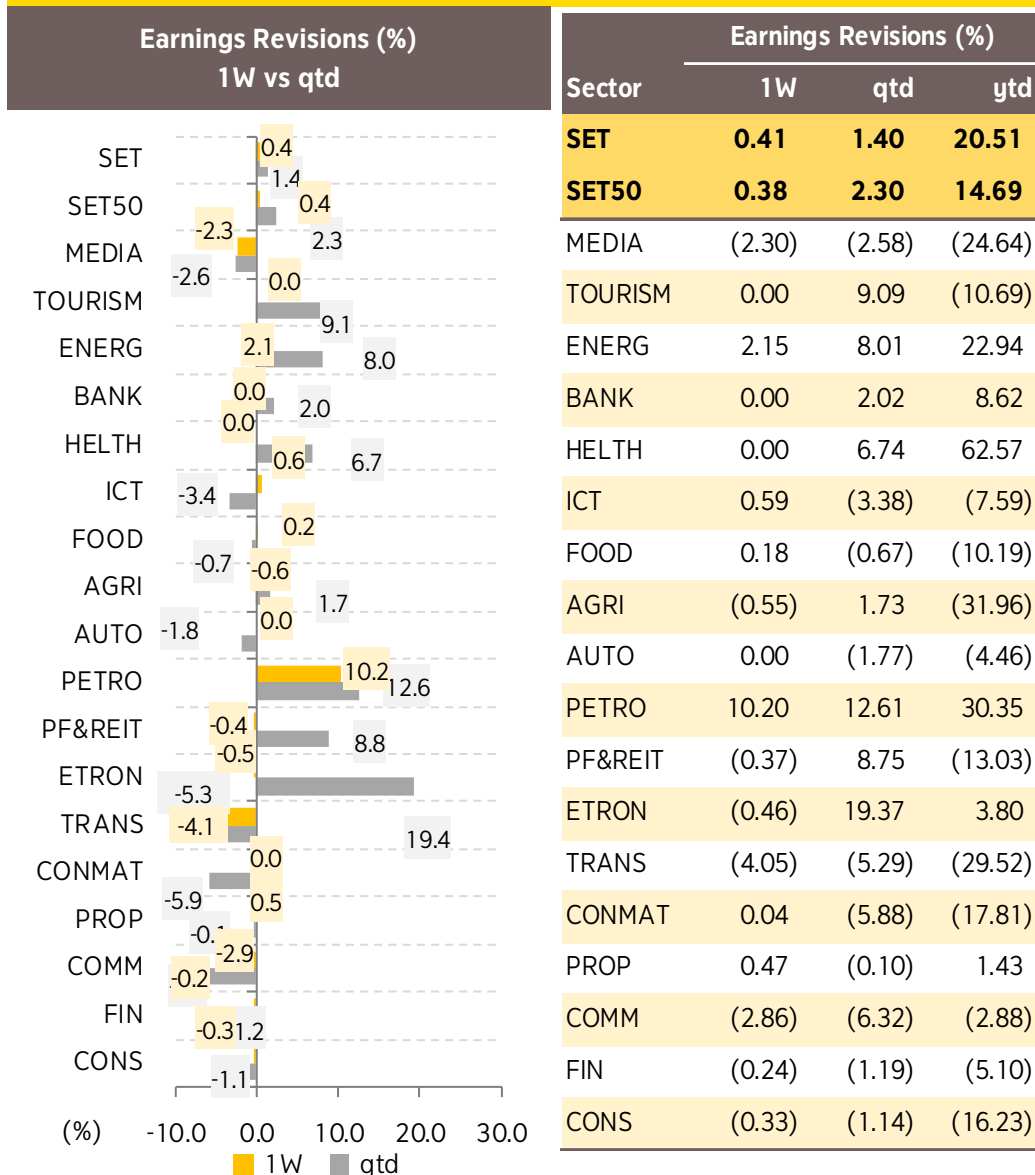 Earnings Revisions (%)
1W vs qtd
SET
SET50
MEDIA
TOURISM
ENERG
BANK
HELTH
ICT
FOOD
AGRI
AUTO
PETRO
PF&REIT
ETRON
TRANS
CONMAT
PROP
COMM
FIN
CONS
0.4
1.4
0.4
-2.3
2.3
-2.6
0.0
9.1
2.1
8.0
0.0
2.0
0.0
0.6
6.7
-3.4
0.2
-0.7
-0.6
1.7
0.0
-1.8
10.2
12.6
-0.4
8.8
-0.5
-5.3
-4.1
19.4
0.0
-5.9
0.5
-2.9
-0.2
-0.3
1.2
-1.1
(%)
-10.0 0.0 10.0 20.0 30.0
1W qtd
Earnings Revisions (%)
Sector 1W qtd ytd
SET 0.41 1.40 20.51
SET50 0.38 2.30 14.69
MEDIA (2.30) (2.58) (24.64)
TOURISM 0.00 9.09 (10.69)
ENERG 2.15 8.01 22.94
BANK 0.00 2.02 8.62
HELTH 0.00 6.74 62.57
ICT 0.59 (3.38) (7.59)
FOOD 0.18 (0.67) (10.19)
AGRI (0.55) 1.73 (31.96)
AUTO 0.00 (1.77) (4.46)
PETRO 10.20 12.61 30.35
PF&REIT (0.37) 8.75 (13.03)
ETRON (0.46) 19.37 3.80
TRANS (4.05) (5.29) (29.52)
CONMAT 0.04 (5.88) (17.81)
PROP 0.47 (0.10) 1.43
COMM (2.86) (6.32) (2.88)
FIN (0.24) (1.19) (5.10)
CONS (0.33) (1.14) (16.23)